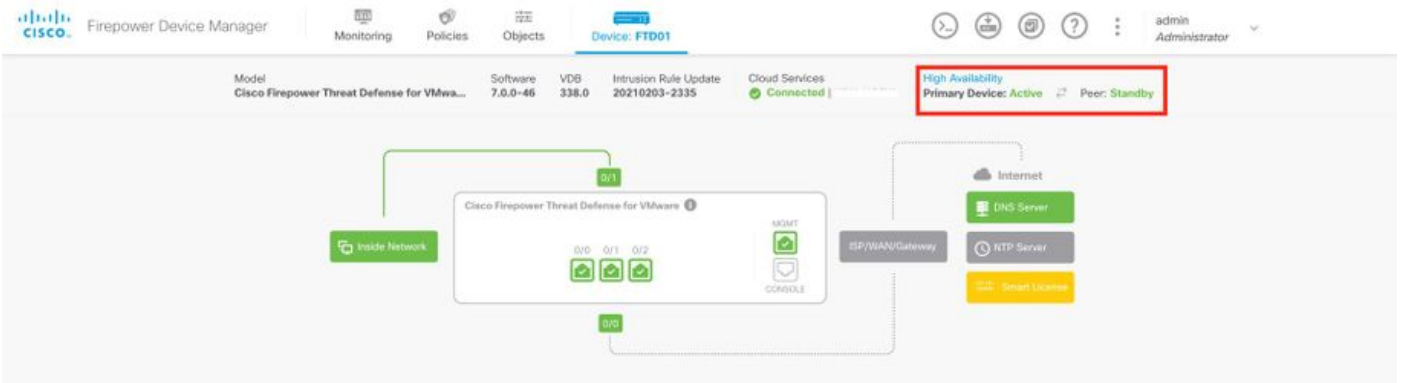 CISCO
Firepower Device Manager
Monitoring
Policies
Objects
Device: FTD01
admin
Administrator
Model
Cisco Firepower Threat Defense for VMwa...
Software
7.0.0-46
VDB
338.0
Intrusion Rule Update
20210203-2335
Cloud Services
Connected |
High Availability
Primary Device: Active
Peer: Standby
0/1
Internet
Cisco Firepower Threat Defense for VMware
DNS Server
MGMT
Inside Network
0/0 0/1 0/2
ISP/WAN/Gateway
NTP Server
CONSOLE
Smart License
0/0